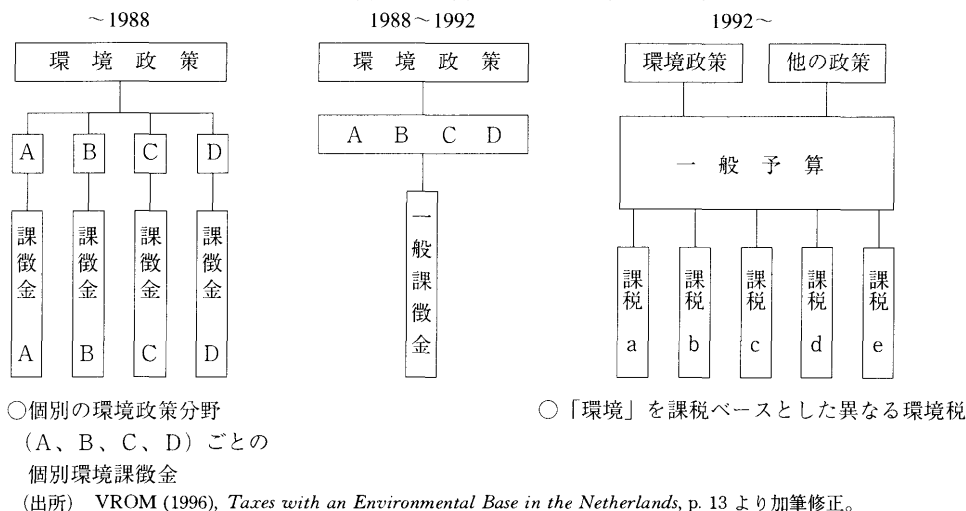 ～1988
環境政策
A B C D
課徴金 A
課徴金 B
課徴金 C
課徴金 D
○個別の環境政策分野
（A、B、C、D）ごとの
個別環境課徴金
1988～1992
環境政策
A B C D
一般課徴金
1992～
環境政策 他の政策
一般予算
課税 a
課税 b
課税 c
課税 d
課税 e
○「環境」を課税ベースとした異なる環境税
（出所） VROM (1996), Taxes with an Environmental Base in the Netherlands, p. 13 より加筆修正。